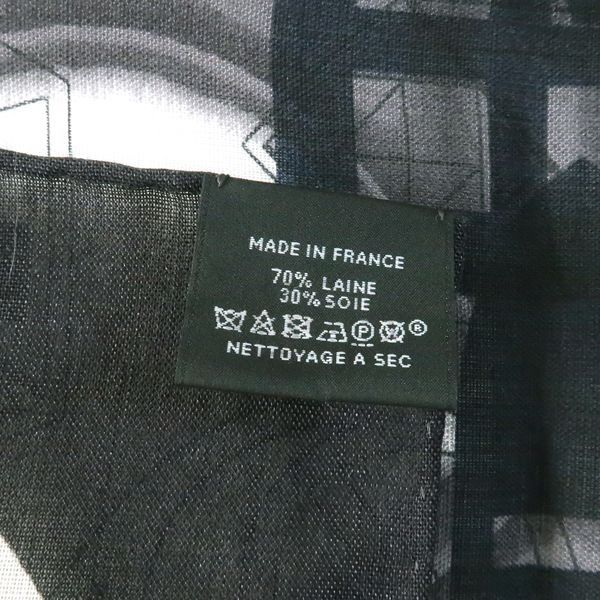 MADE IN FRANCE
70% LAINE
30% SOIE
®
NETTOYAGE A SEC